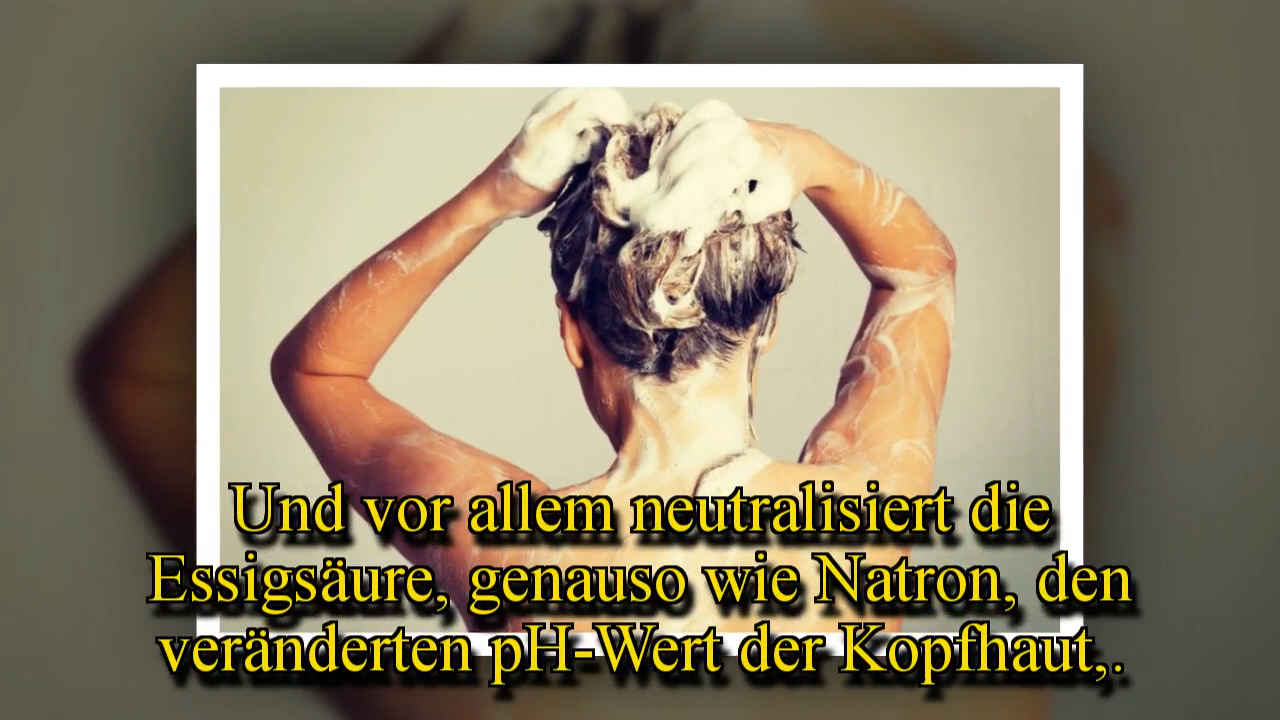 Und vor allem neutralisiert die
Essigsäure, genauso wie Natron, den
veränderten pH-Wert der Kopfhaut,.